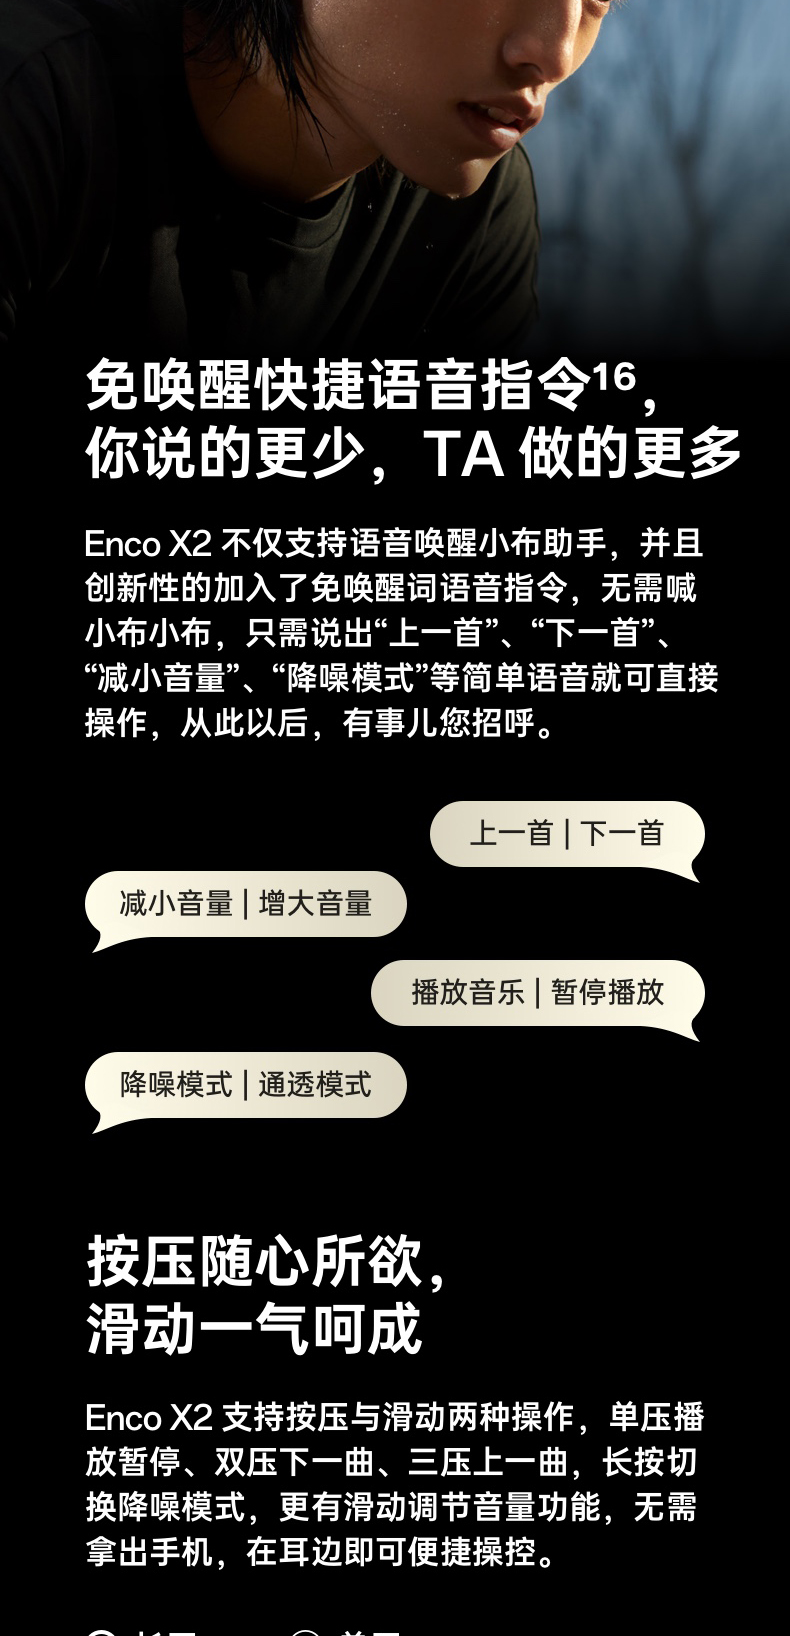 免唤醒快捷语音指令¹⁶，
你说的更少，TA 做的更多
Enco X2 不仅支持语音唤醒小布助手，并且
创新性的加入了免唤醒词语音指令，无需喊
小布小布，只需说出“上一首”、“下一首”、
“减小音量”、“降噪模式”等简单语音就可直接
操作，从此以后，有事儿您招呼。
上一首 | 下一首
减小音量 | 增大音量
播放音乐 | 暂停播放
降噪模式 | 通透模式
按压随心所欲，
滑动一气呵成
Enco X2 支持按压与滑动两种操作，单压播
放暂停、双压下一曲、三压上一曲，长按切
换降噪模式，更有滑动调节音量功能，无需
拿出手机，在耳边即可便捷操控。